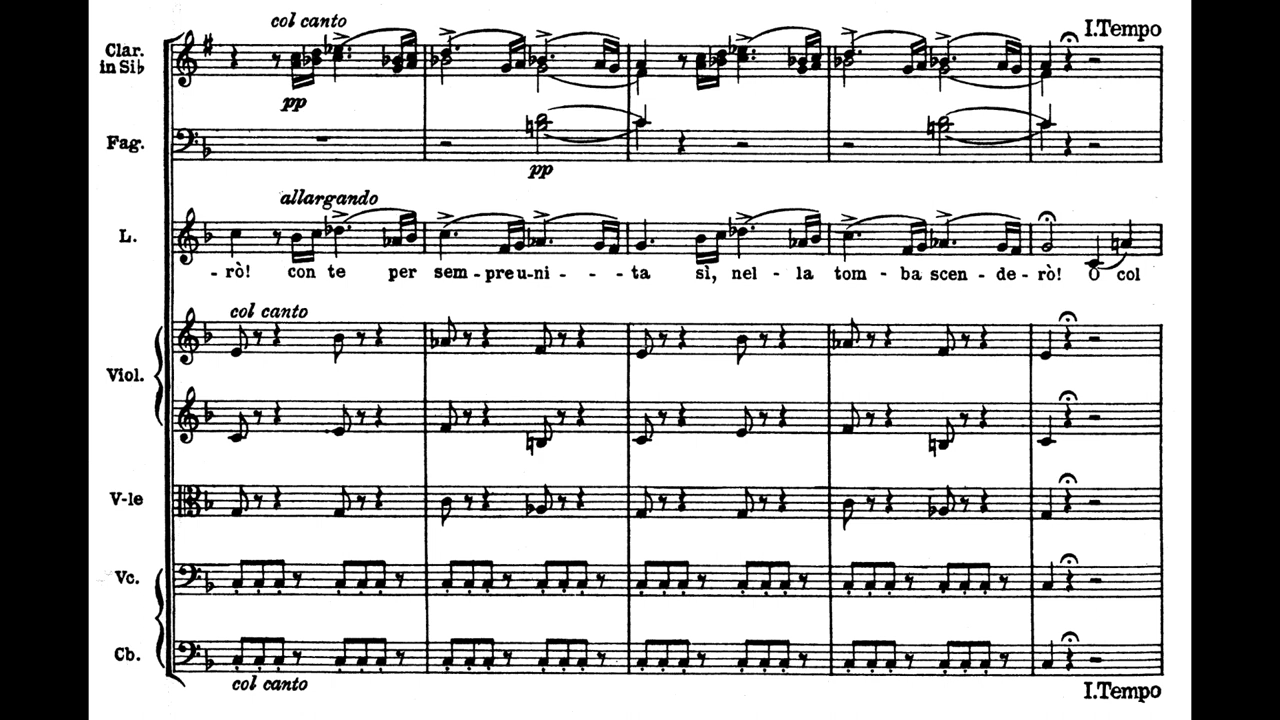 col canto
I.Tempo
Clar.
in Si♭
pp
Fag.
pp
allargando
L.
- rò! con te per sem - pre u - ni - - - ta sì, nel - la tom - ba scen - de - rò! O col
col canto
Viol.
V-le
Vc.
Cb.
col canto
I.Tempo